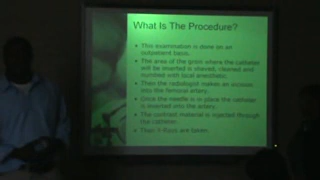 What Is The Procedure?
This examination is done on an
outpatient basis.
The area of the groin where the catheter
will be inserted is shaved, cleaned and
numbed with local anesthetic.
Then the radiologist makes an incision
into the femoral artery.
Once the needle is in place the catheter
is inserted into the artery.
The contrast material is injected through
the catheter.
Then X-Rays are taken.